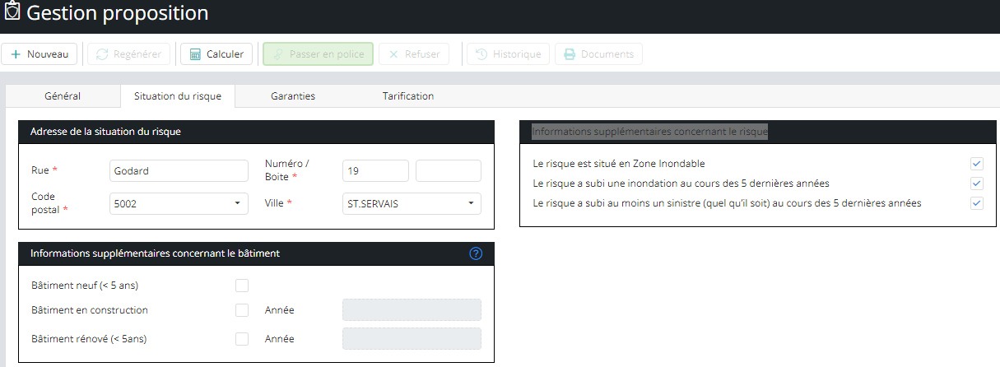 Gestion proposition
Nouveau Regénérer Calculer Passer en police Refuser Historique Documents
Général Situation du risque Garanties Tarification
Adresse de la situation du risque
Rue * Godard Numéro / Boite * 19
Code postal * 5002 Ville * ST.SERVAIS
Informations supplémentaires concernant le bâtiment ?
Bâtiment neuf (< 5 ans)
Bâtiment en construction Année
Bâtiment rénové (< 5ans) Année
Informations supplémentaires concernant le risque
Le risque est situé en Zone Inondable
Le risque a subi une inondation au cours des 5 dernières années
Le risque a subi au moins un sinistre (quel qu'il soit) au cours des 5 dernières années